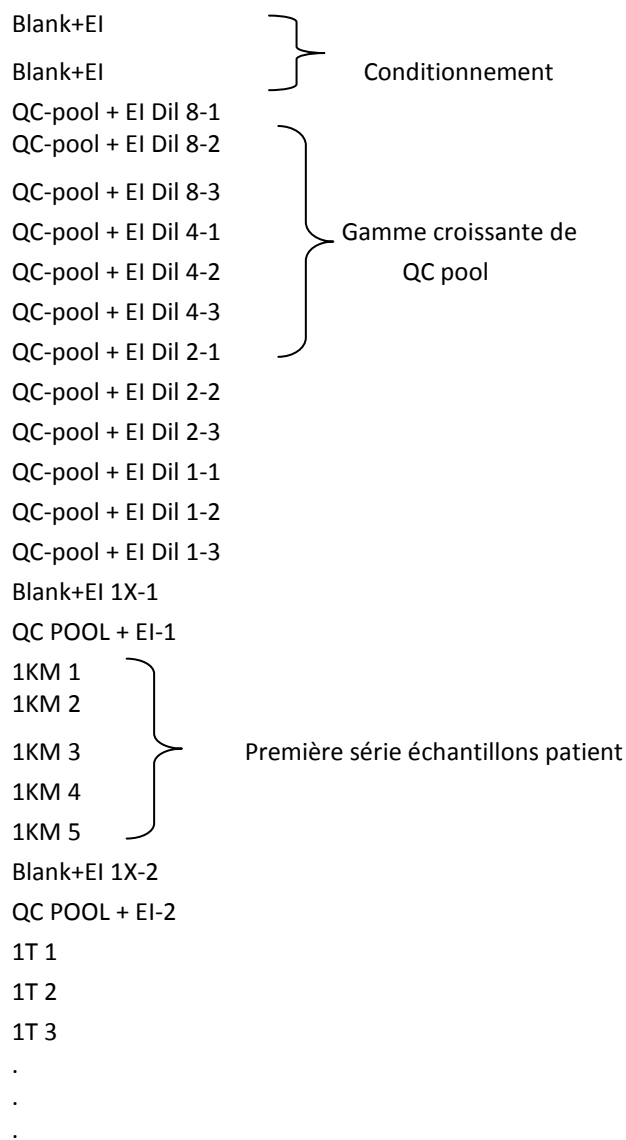 Blank+EI
Blank+EI Conditionnement
QC-pool + EI Dil 8-1
QC-pool + EI Dil 8-2
QC-pool + EI Dil 8-3
QC-pool + EI Dil 4-1 Gamme croissante de
QC-pool + EI Dil 4-2 QC pool
QC-pool + EI Dil 4-3
QC-pool + EI Dil 2-1
QC-pool + EI Dil 2-2
QC-pool + EI Dil 2-3
QC-pool + EI Dil 1-1
QC-pool + EI Dil 1-2
QC-pool + EI Dil 1-3
Blank+EI 1X-1
QC POOL + EI-1
1KM 1
1KM 2
1KM 3 Première série échantillons patient
1KM 4
1KM 5
Blank+EI 1X-2
QC POOL + EI-2
1T 1
1T 2
1T 3
.
.
.